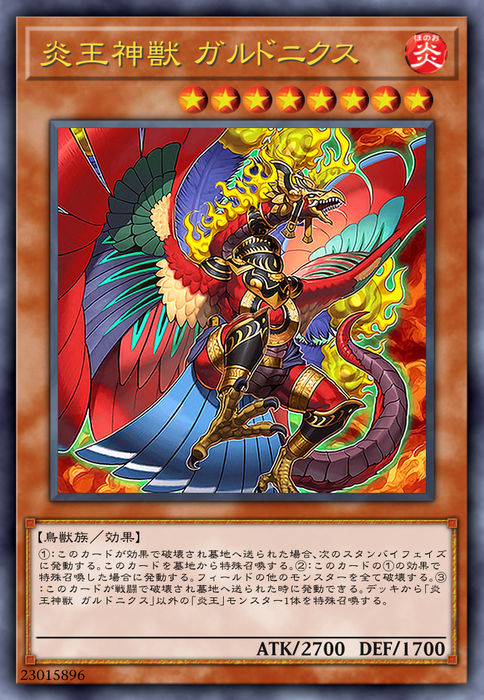 炎王神獣 ガルドニクス
ほのお
炎
【鳥獣族／効果】
①:このカードが効果で破壊され墓地へ送られた場合、次のスタンバイフェイズ
に発動する。このカードを墓地から特殊召喚する。②:このカードの①の効果で
特殊召喚した場合に発動する。フィールドの他のモンスターを全て破壊する。③
:このカードが戦闘で破壊され墓地へ送られた時に発動できる。デッキから「炎
王神獣 ガルドニクス」以外の「炎王」モンスター1体を特殊召喚する。
ATK/2700 DEF/1700
23015896